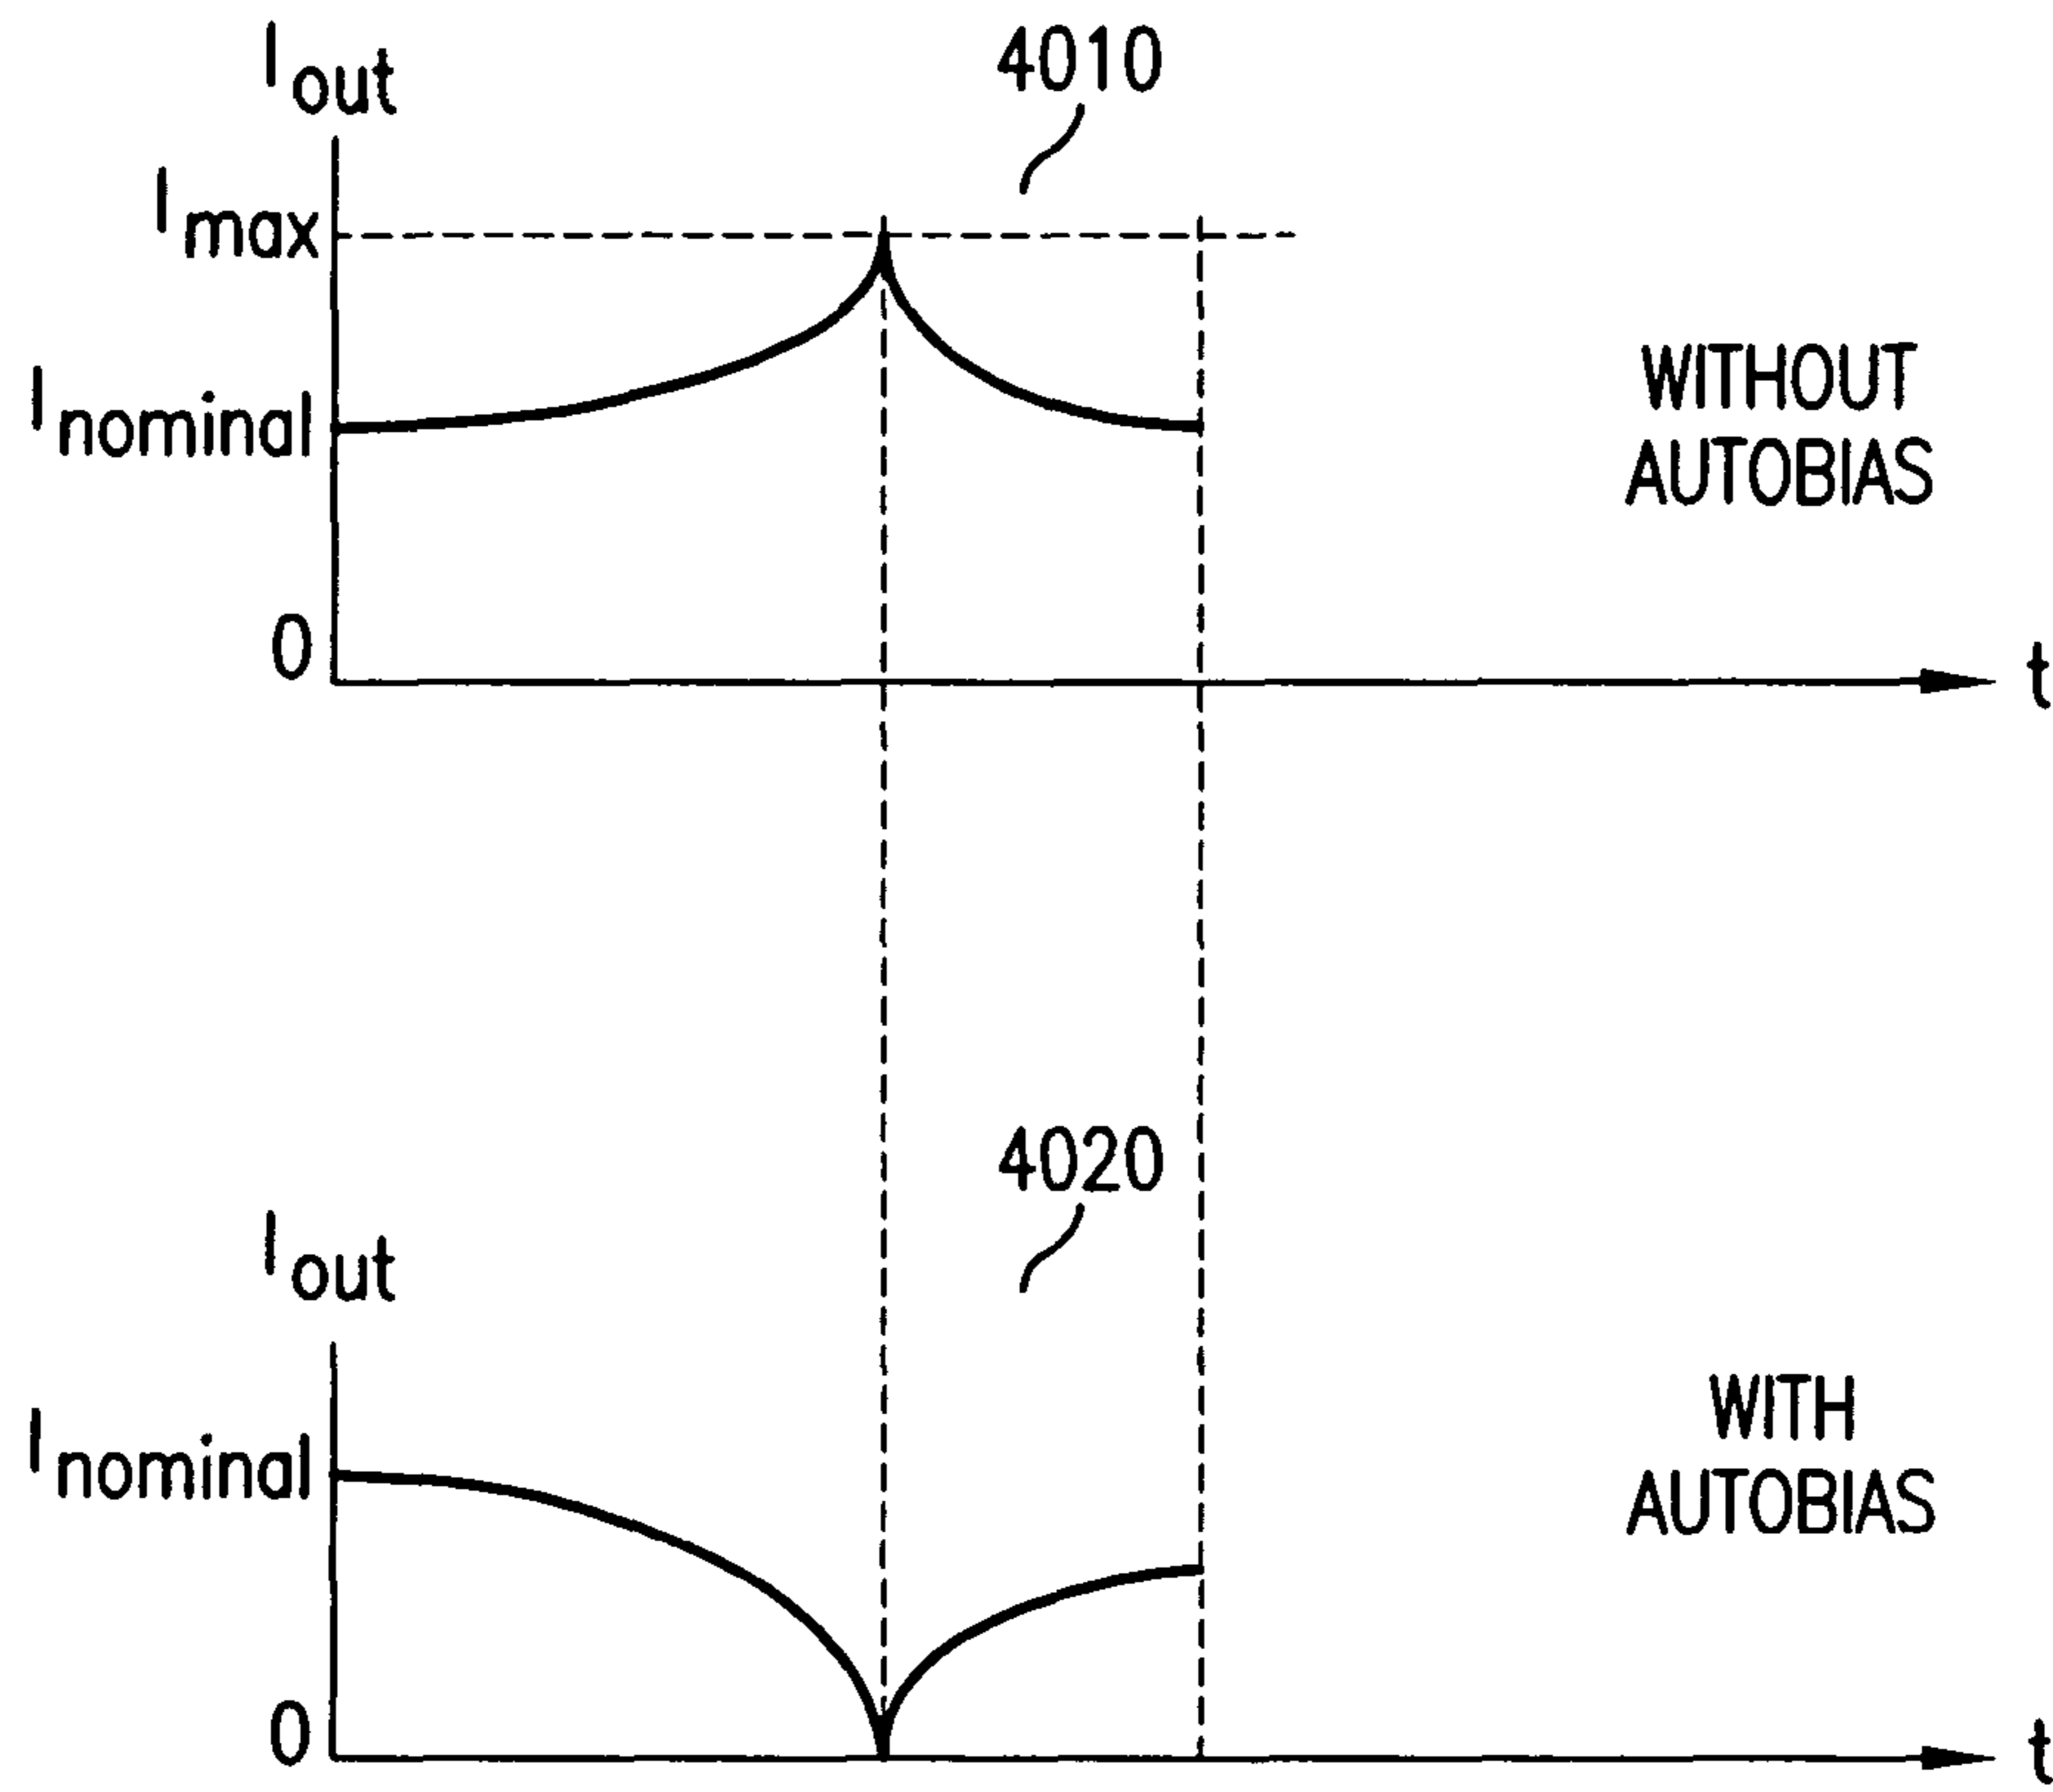 Iout
4010
Imax
Inominal
WITHOUT
AUTOBIAS
0
t
4020
Iout
WITH
AUTOBIAS
Inominal
0
t